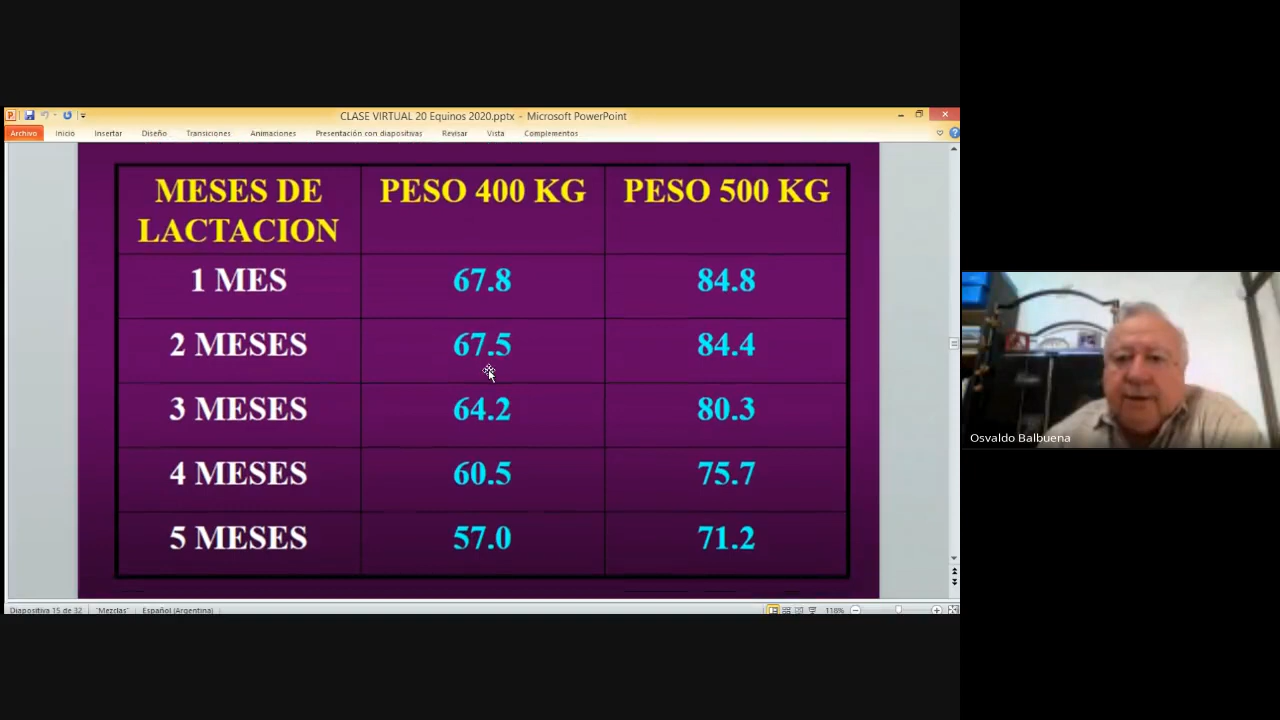 CLASE VIRTUAL 20 Equinos 2020.pptx - Microsoft PowerPoint
Archivo Inicio Insertar Diseño Transiciones Animaciones Presentación con diapositivas Revisar Vista Complementos
MESES DE LACTACION PESO 400 KG PESO 500 KG
1 MES 67.8 84.8
2 MESES 67.5 84.4
3 MESES 64.2 80.3
4 MESES 60.5 75.7
5 MESES 57.0 71.2
Diapositiva 15 de 32 "Mezclas" Español (Argentina) 118%
Osvaldo Balbuena